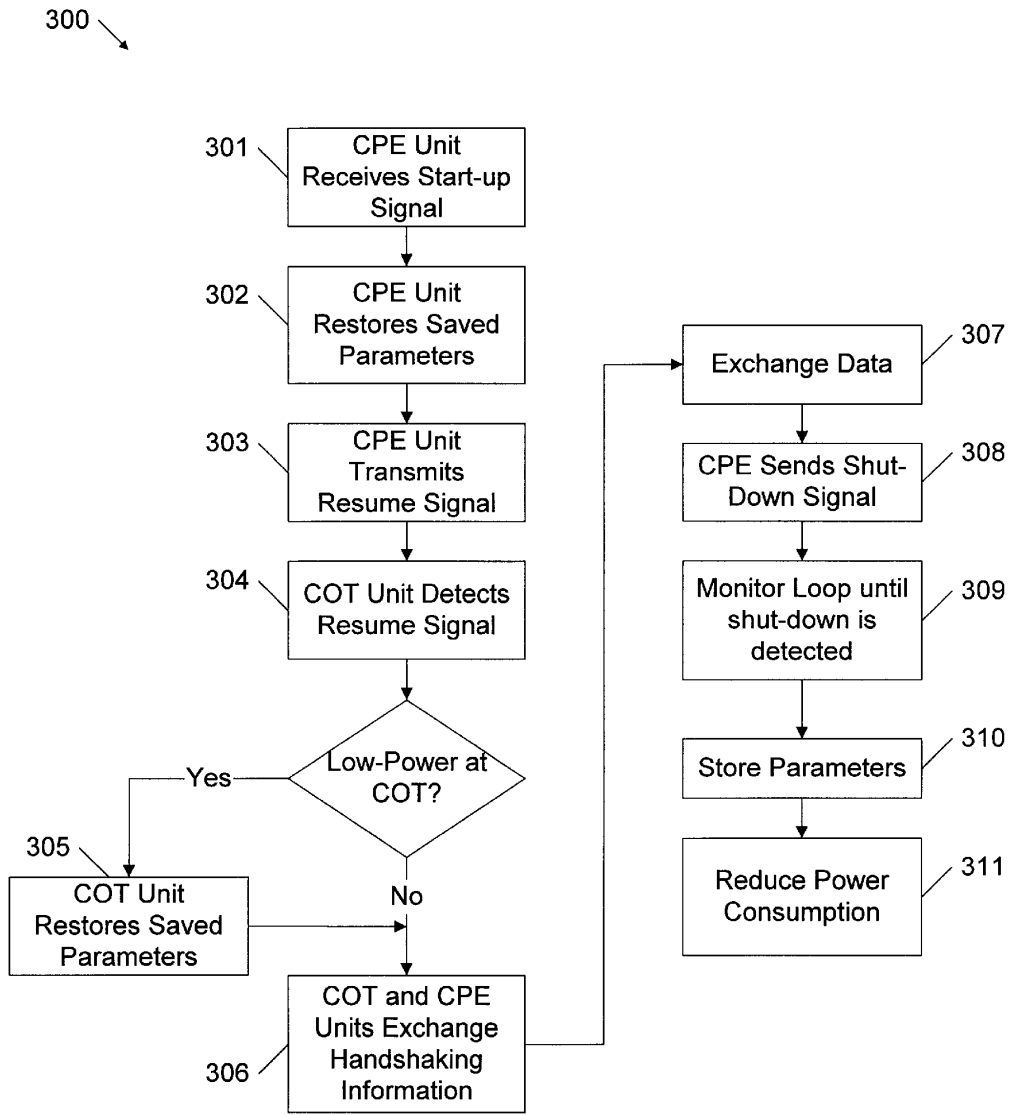 300
301
CPE Unit
Receives Start-up
Signal
302
CPE Unit
Restores Saved
Parameters
303
CPE Unit
Transmits
Resume Signal
304
COT Unit Detects
Resume Signal
Low-Power at
COT?
Yes
No
305
COT Unit
Restores Saved
Parameters
306
COT and CPE
Units Exchange
Handshaking
Information
307
Exchange Data
308
CPE Sends Shut-
Down Signal
309
Monitor Loop until
shut-down is
detected
310
Store Parameters
311
Reduce Power
Consumption